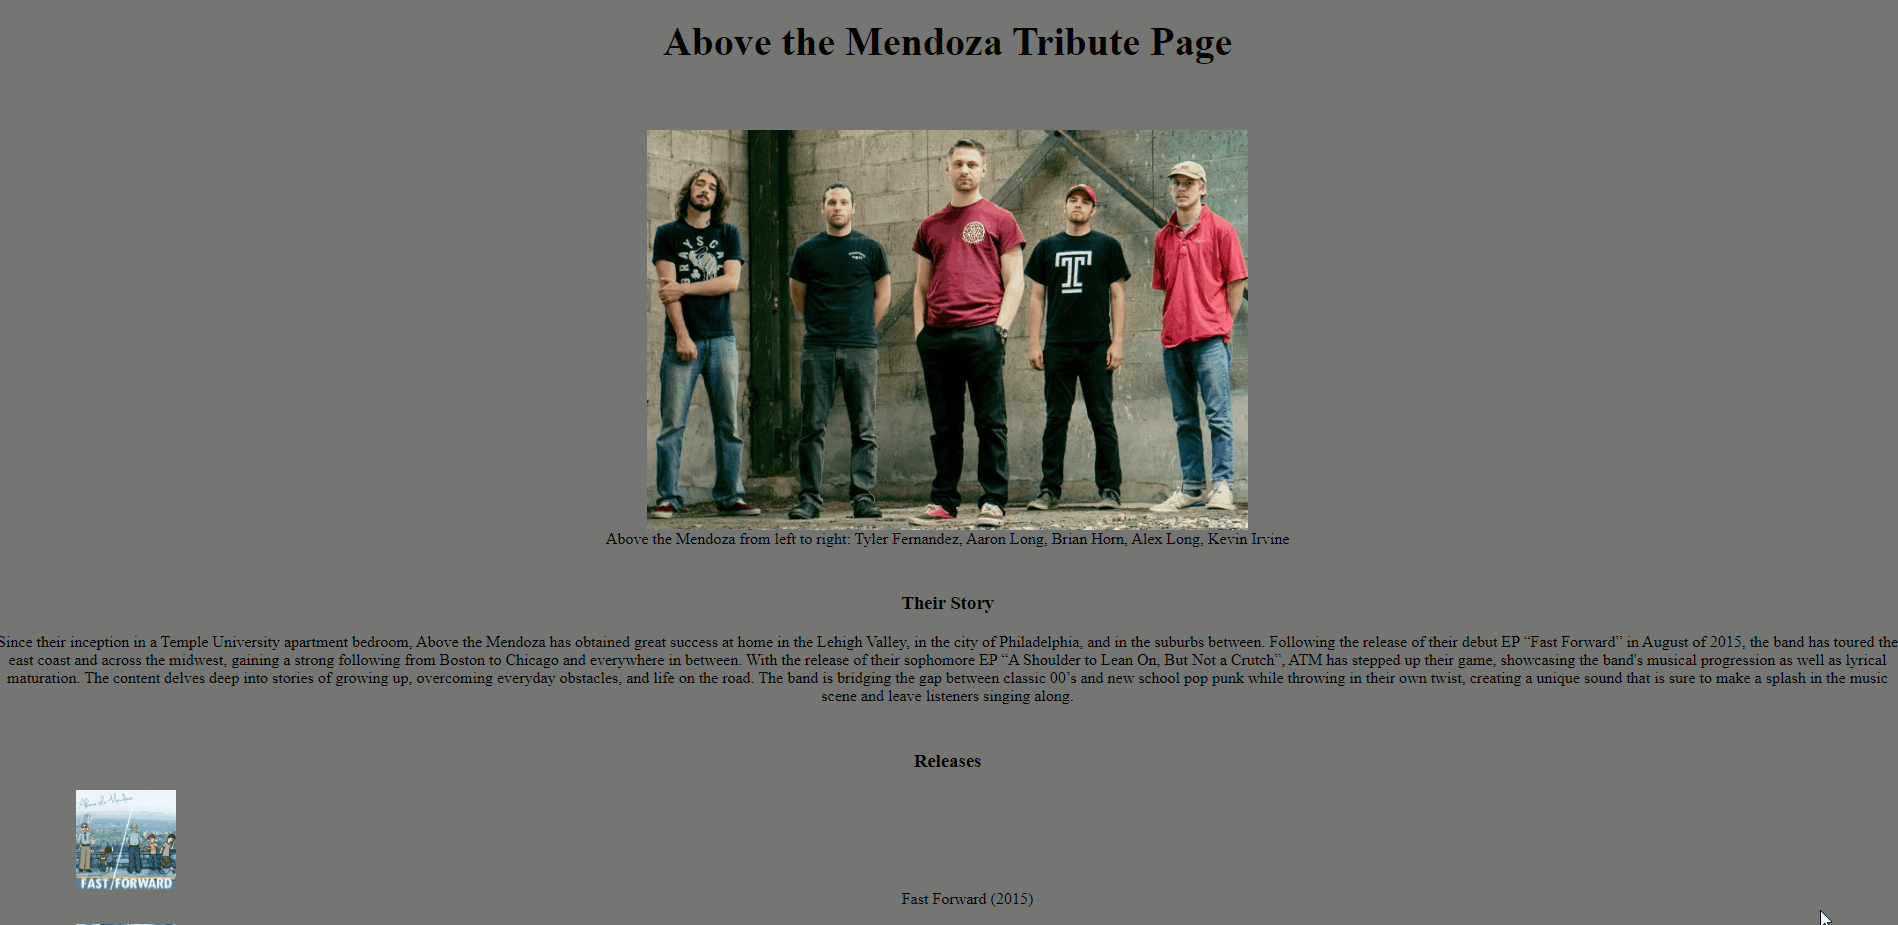 Above the Mendoza Tribute Page
BRAYSCA
T
Above the Mendoza from left to right: Tyler Fernandez, Aaron Long, Brian Horn, Alex Long, Kevin Irvine
Their Story
Since their inception in a Temple University apartment bedroom, Above the Mendoza has obtained great success at home in the Lehigh Valley, in the city of Philadelphia, and in the suburbs between. Following the release of their debut EP “Fast Forward” in August of 2015, the band has toured the
east coast and across the midwest, gaining a strong following from Boston to Chicago and everywhere in between. With the release of their sophomore EP “A Shoulder to Lean On, But Not a Crutch”, ATM has stepped up their game, showcasing the band's musical progression as well as lyrical
maturation. The content delves deep into stories of growing up, overcoming everyday obstacles, and life on the road. The band is bridging the gap between classic 00’s and new school pop punk while throwing in their own twist, creating a unique sound that is sure to make a splash in the music
scene and leave listeners singing along.
Releases
Above the Mendoza
FAST/FORWARD
Fast Forward (2015)